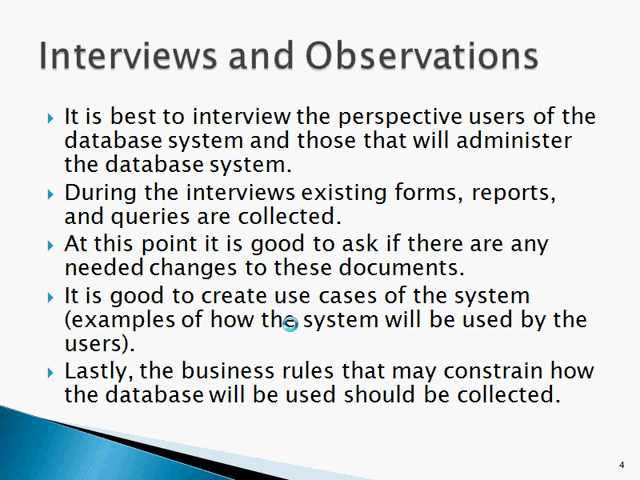 Interviews and Observations
It is best to interview the perspective users of the
database system and those that will administer
the database system.
During the interviews existing forms, reports,
and queries are collected.
At this point it is good to ask if there are any
needed changes to these documents.
It is good to create use cases of the system
(examples of how the system will be used by the
users).
Lastly, the business rules that may constrain how
the database will be used should be collected.
4